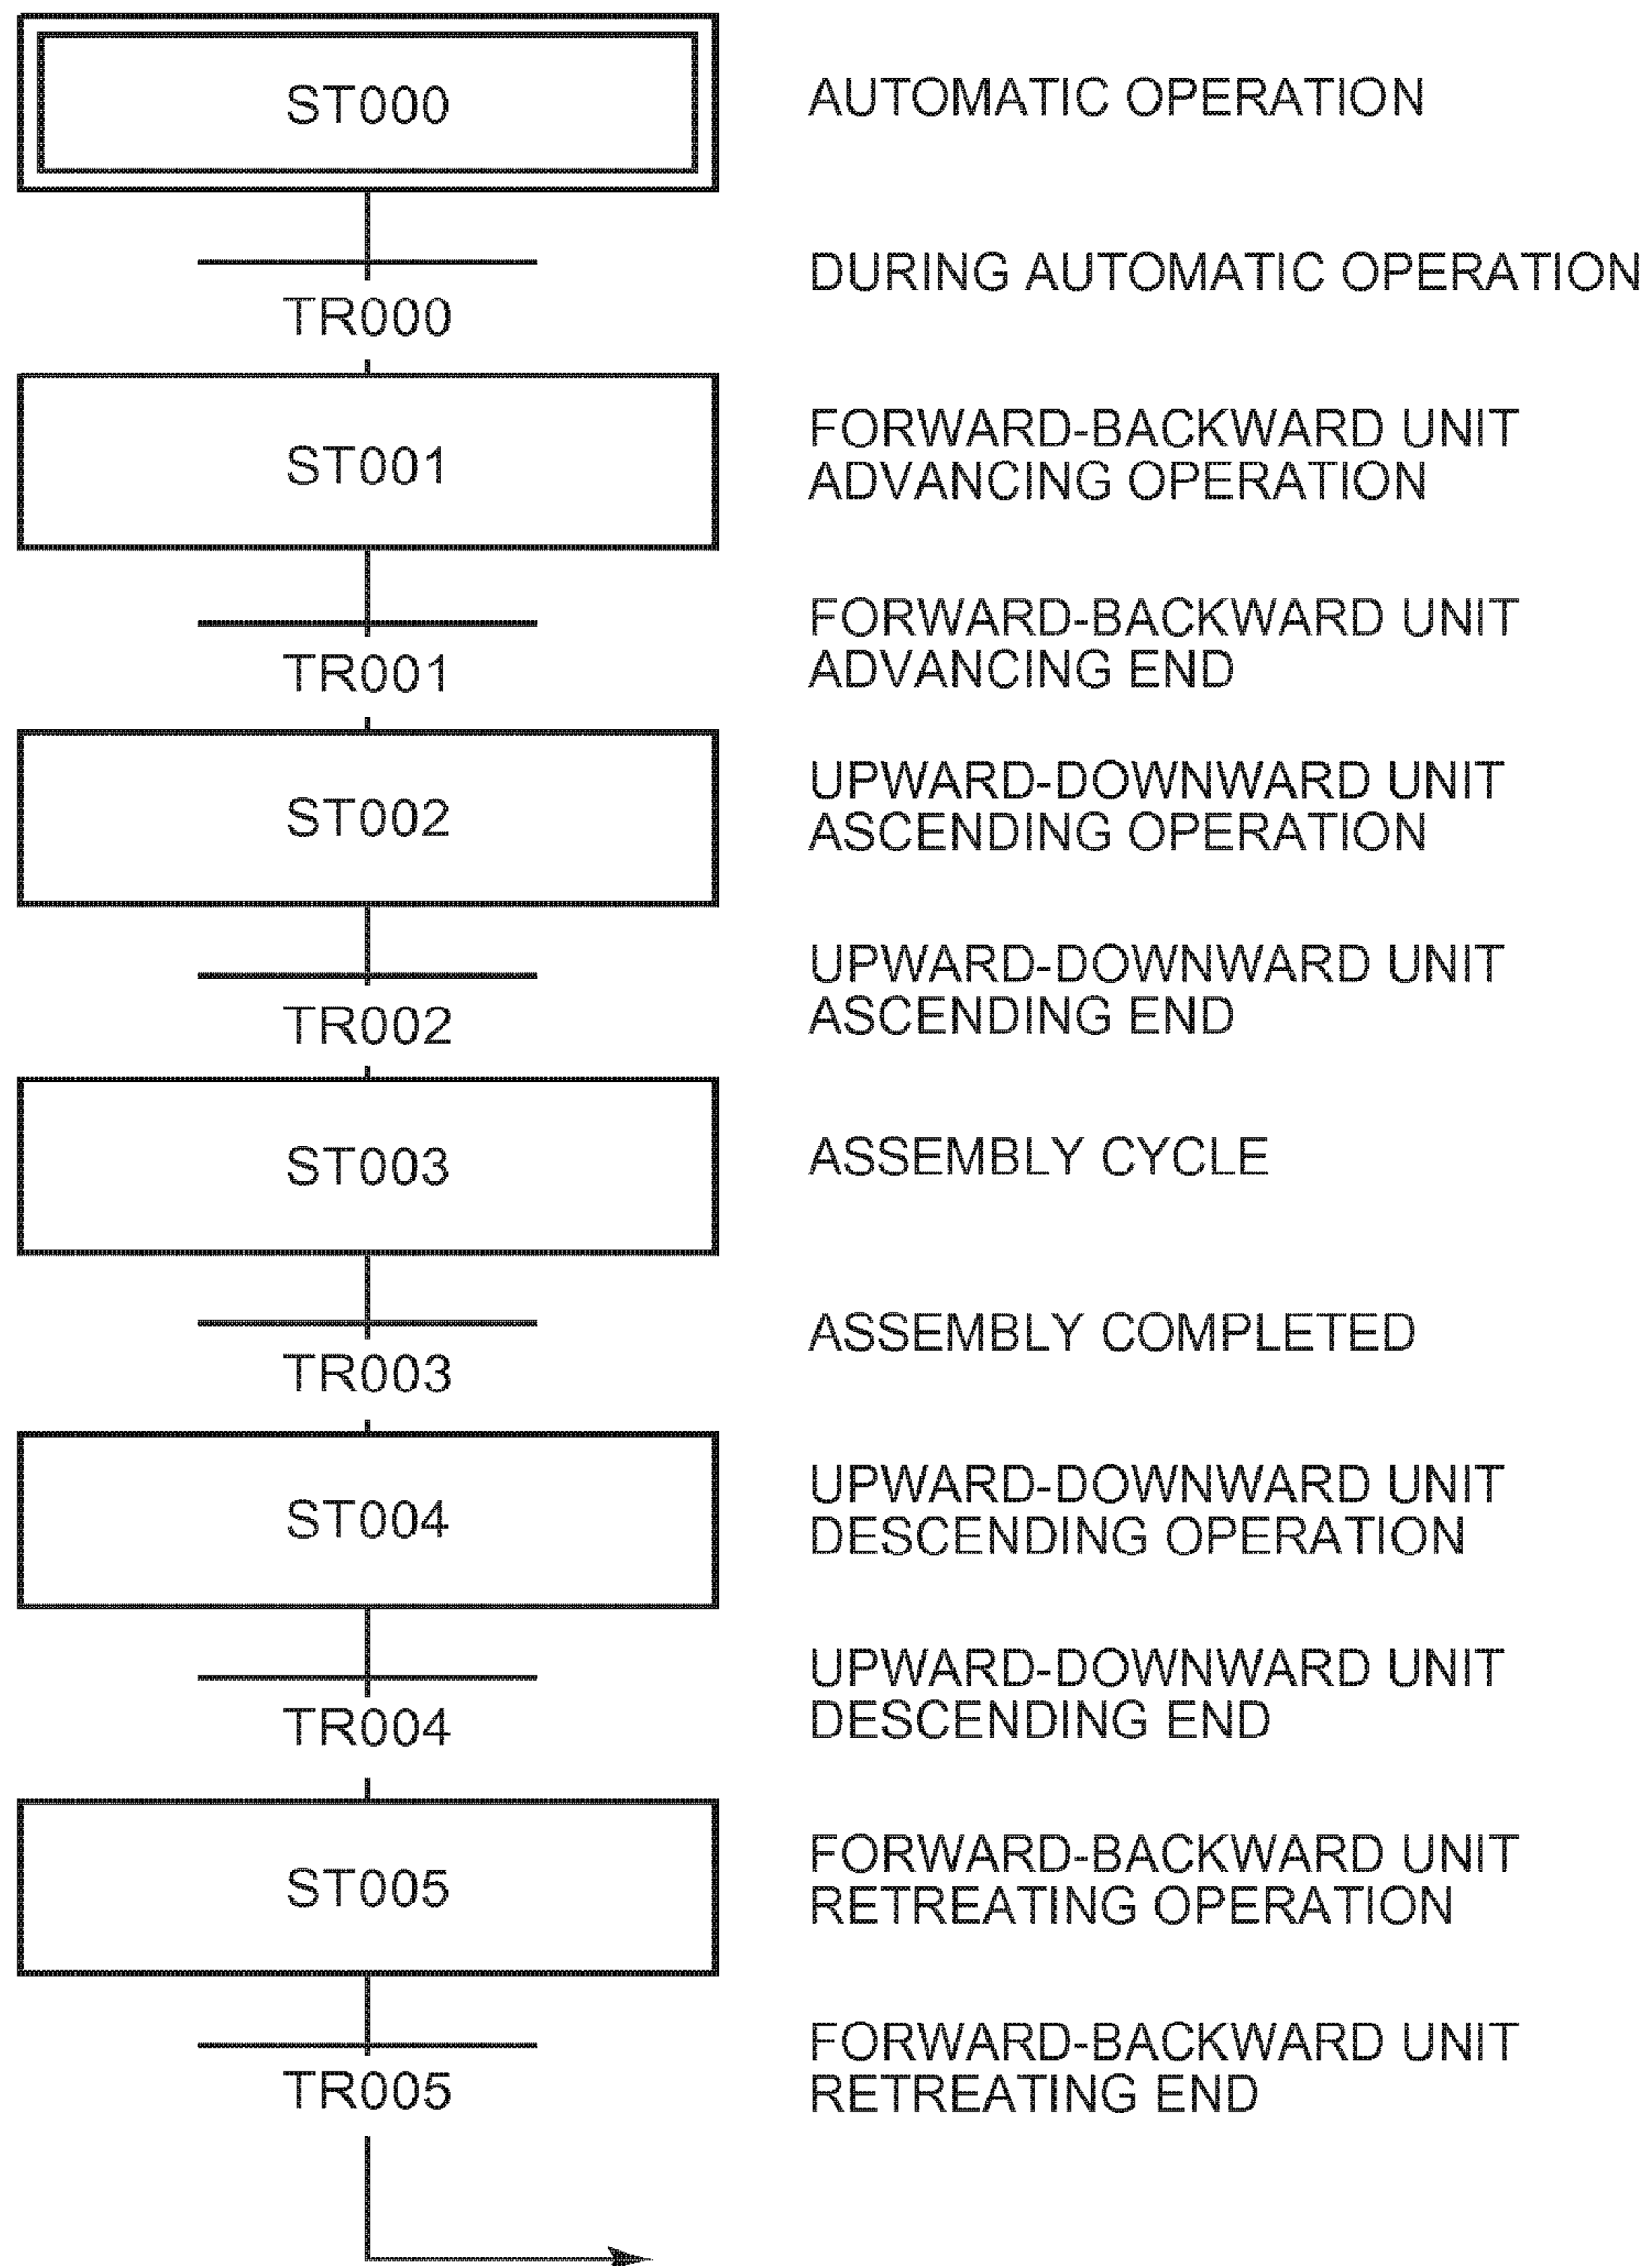 ST000
AUTOMATIC OPERATION
DURING AUTOMATIC OPERATION
TR000
ST001
FORWARD-BACKWARD UNIT
ADVANCING OPERATION
FORWARD-BACKWARD UNIT
ADVANCING END
TR001
ST002
UPWARD-DOWNWARD UNIT
ASCENDING OPERATION
UPWARD-DOWNWARD UNIT
ASCENDING END
TR002
ST003
ASSEMBLY CYCLE
ASSEMBLY COMPLETED
TR003
ST004
UPWARD-DOWNWARD UNIT
DESCENDING OPERATION
UPWARD-DOWNWARD UNIT
DESCENDING END
TR004
ST005
FORWARD-BACKWARD UNIT
RETREATING OPERATION
FORWARD-BACKWARD UNIT
RETREATING END
TR005